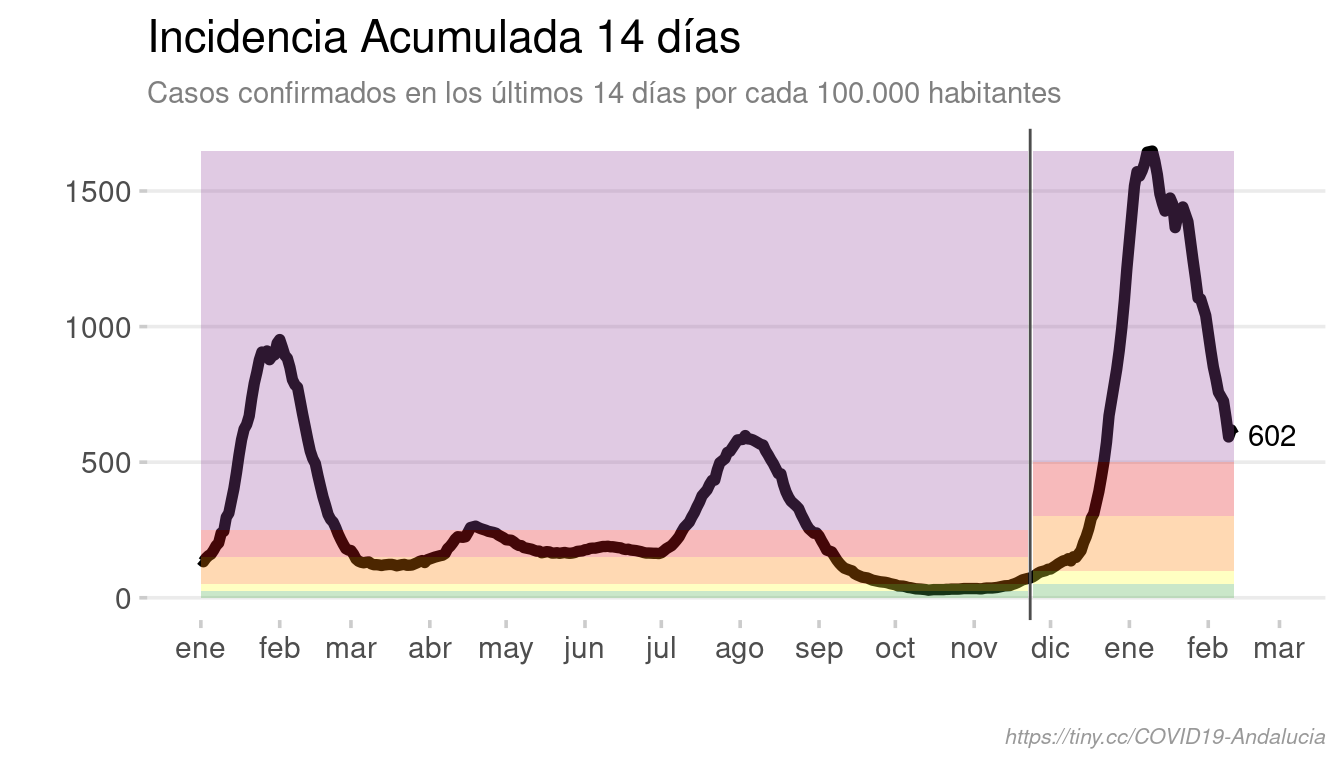 Incidencia Acumulada 14 días
Casos confirmados en los últimos 14 días por cada 100.000 habitantes
1500
1000
500
0
602
ene feb mar abr may jun jul ago sep oct nov dic ene feb mar
https://tiny.cc/COVID19-Andalucia